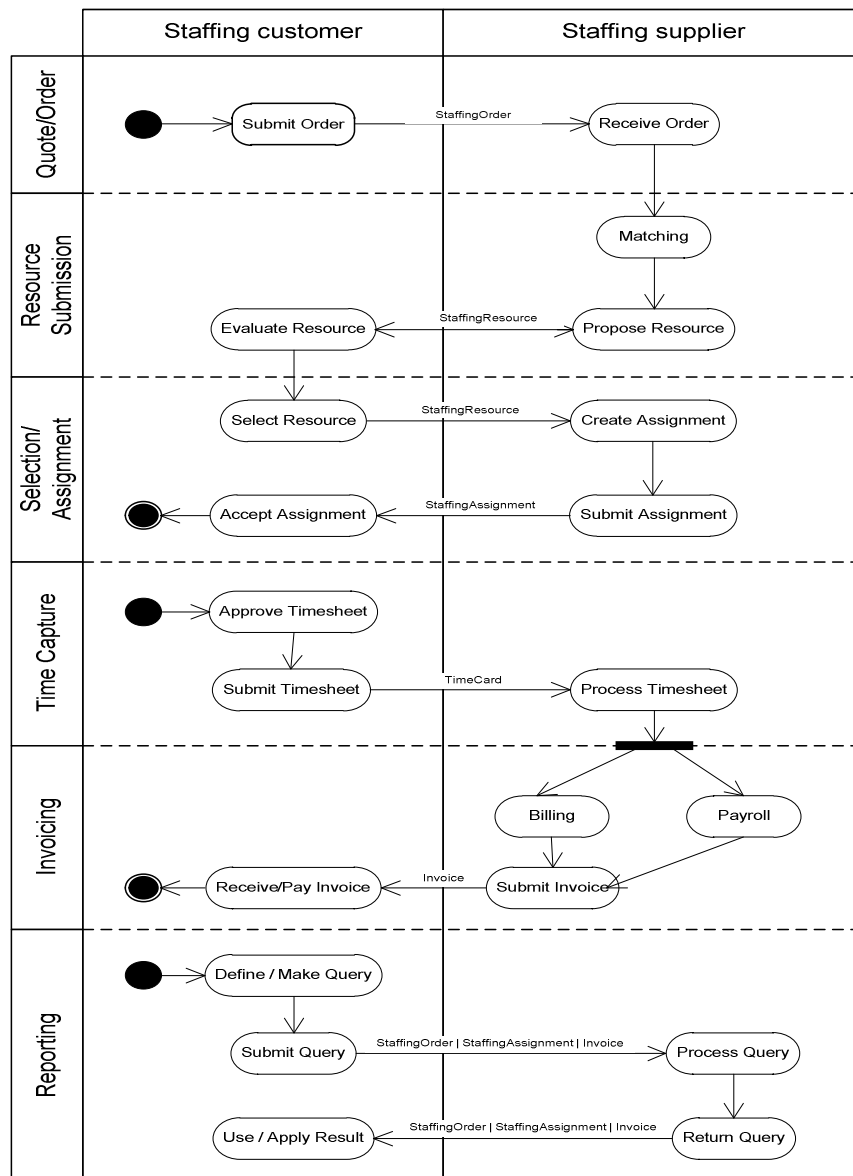 Staffing customer
Staffing supplier
Quote/Order
Submit Order
StaffingOrder
Receive Order
Resource
Submission
Matching
Evaluate Resource
StaffingResource
Propose Resource
Selection/
Assignment
Select Resource
StaffingResource
Create Assignment
Accept Assignment
StaffingAssignment
Submit Assignment
Time Capture
Approve Timesheet
Submit Timesheet
TimeCard
Process Timesheet
Invoicing
Billing
Payroll
Receive/Pay Invoice
Invoice
Submit Invoice
Reporting
Define / Make Query
Submit Query
StaffingOrder | StaffingAssignment | Invoice
Process Query
Use / Apply Result
StaffingOrder | StaffingAssignment | Invoice
Return Query